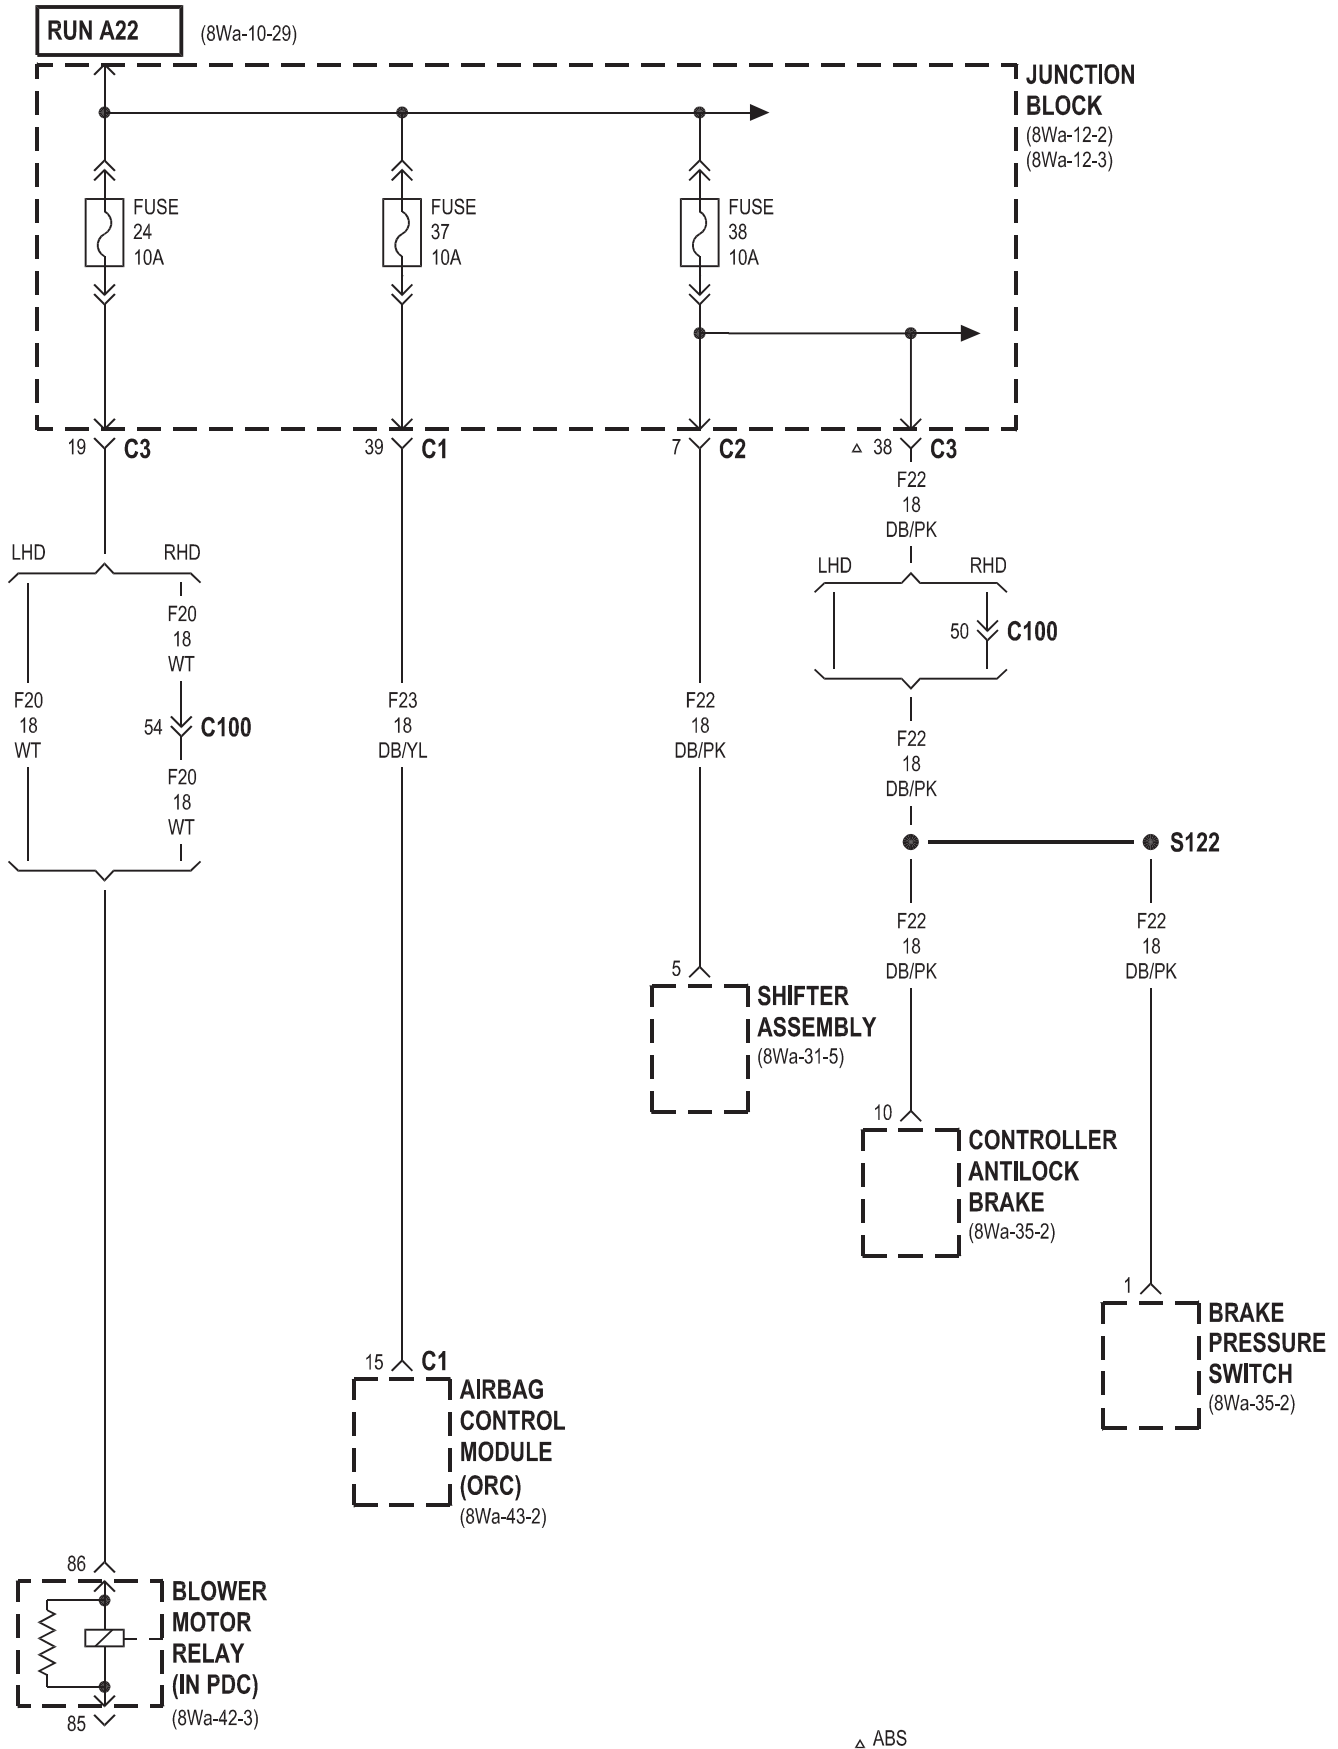 RUN A22
(8Wa-10-29)
JUNCTION
BLOCK
(8Wa-12-2)
(8Wa-12-3)
FUSE
24
10A
FUSE
37
10A
FUSE
38
10A
19
C3
39
C1
7
C2
△ 38
C3
F22
18
DB/PK
LHD
RHD
LHD
RHD
F20
18
WT
50
C100
F20
18
WT
54
C100
F20
18
WT
F23
18
DB/YL
F22
18
DB/PK
F22
18
DB/PK
S122
F22
18
DB/PK
F22
18
DB/PK
5
SHIFTER
ASSEMBLY
(8Wa-31-5)
10
CONTROLLER
ANTILOCK
BRAKE
(8Wa-35-2)
1
BRAKE
PRESSURE
SWITCH
(8Wa-35-2)
15
C1
AIRBAG
CONTROL
MODULE
(ORC)
(8Wa-43-2)
86
BLOWER
MOTOR
RELAY
(IN PDC)
(8Wa-42-3)
85
△ ABS